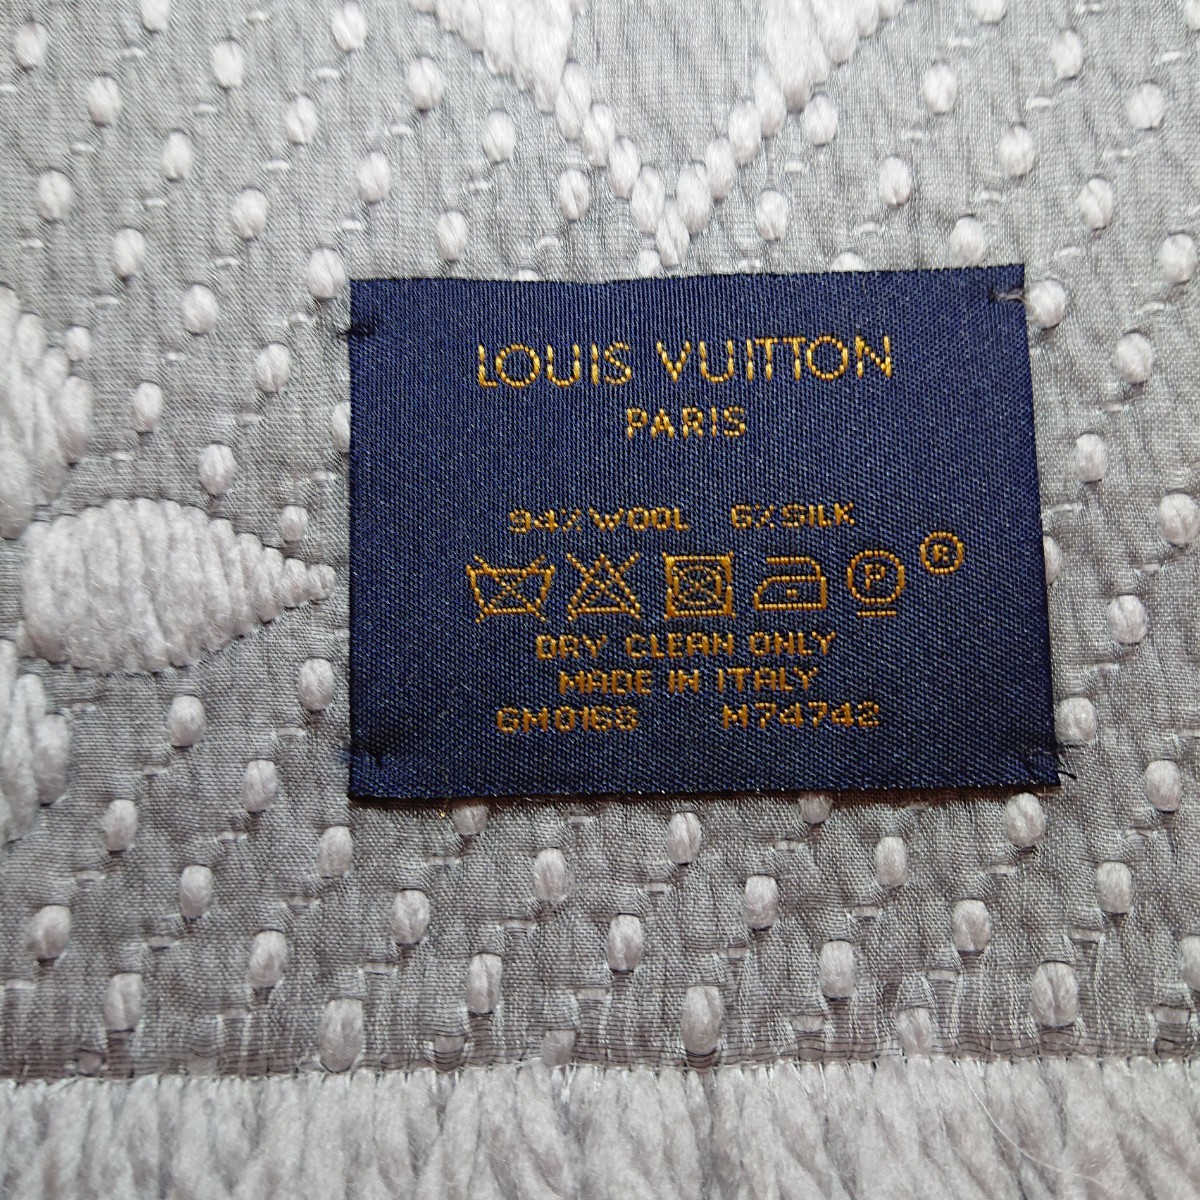 LOUIS VUITTON
PARIS
94% WOOL 6% SILK
P ®
DRY CLEAN ONLY
MADE IN ITALY
GM0168 M74742